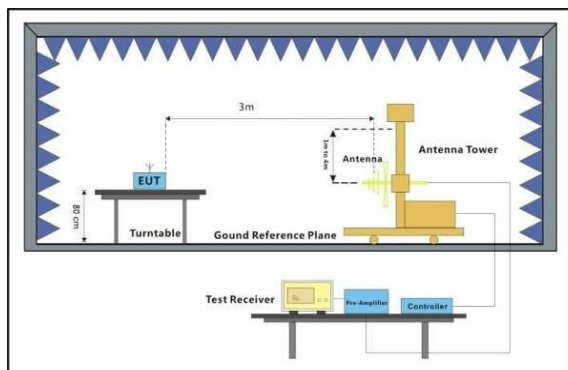 3m
1m to 4m
Antenna
Antenna Tower
EUT
80 cm
Turntable
Gound Reference Plane
Test Receiver
Pre-Amplifier
Controller